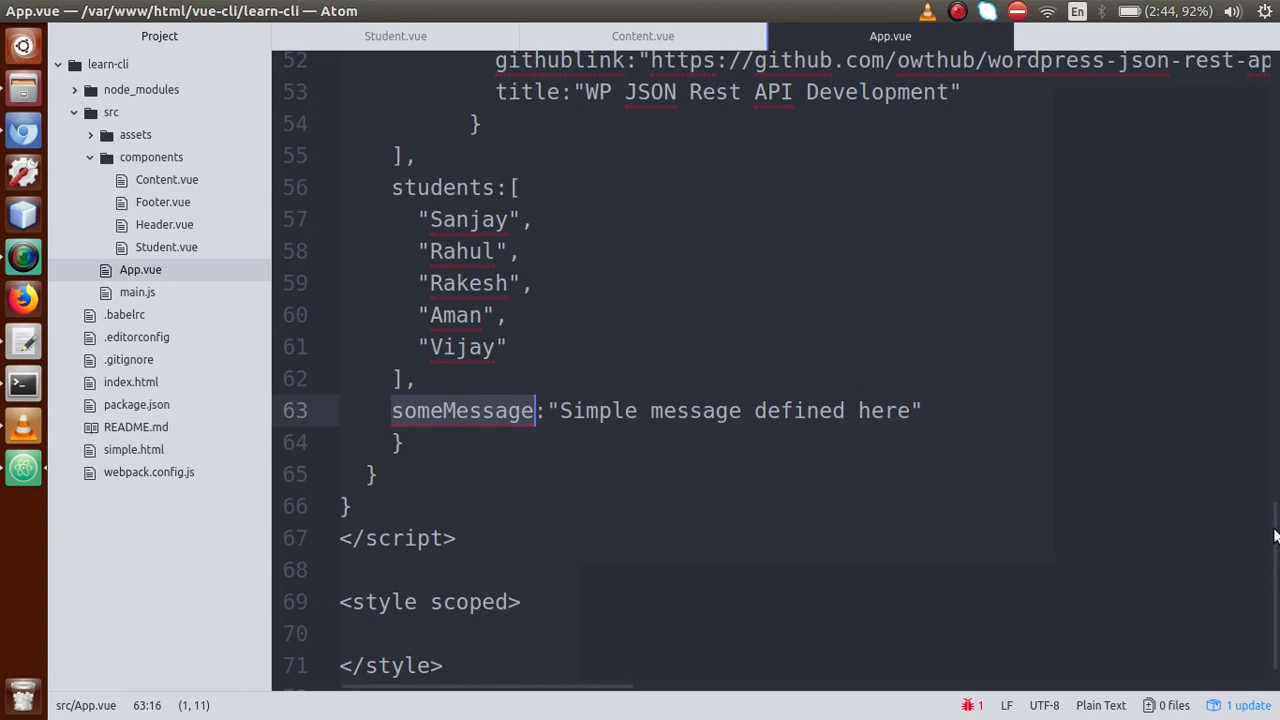 App.vue — /var/www/html/vue-cli/learn-cli — Atom
En
(2:44, 92%)
Project
Student.vue
Content.vue
App.vue
learn-cli
node_modules
src
assets
components
Content.vue
Footer.vue
Header.vue
Student.vue
App.vue
main.js
.babelrc
.editorconfig
.gitignore
index.html
package.json
README.md
simple.html
webpack.config.js
52 githublink:"https://github.com/owthub/wordpress-json-rest-ap
53 title:"WP JSON Rest API Development"
54 }
55 ],
56 students:[
57 "Sanjay",
58 "Rahul",
59 "Rakesh",
60 "Aman",
61 "Vijay"
62 ],
63 someMessage:"Simple message defined here"
64 }
65 }
66 }
67 </script>
68
69 <style scoped>
70
71 </style>
src/App.vue 63:16 (1, 11)
1 LF UTF-8 Plain Text 0 files 1 update